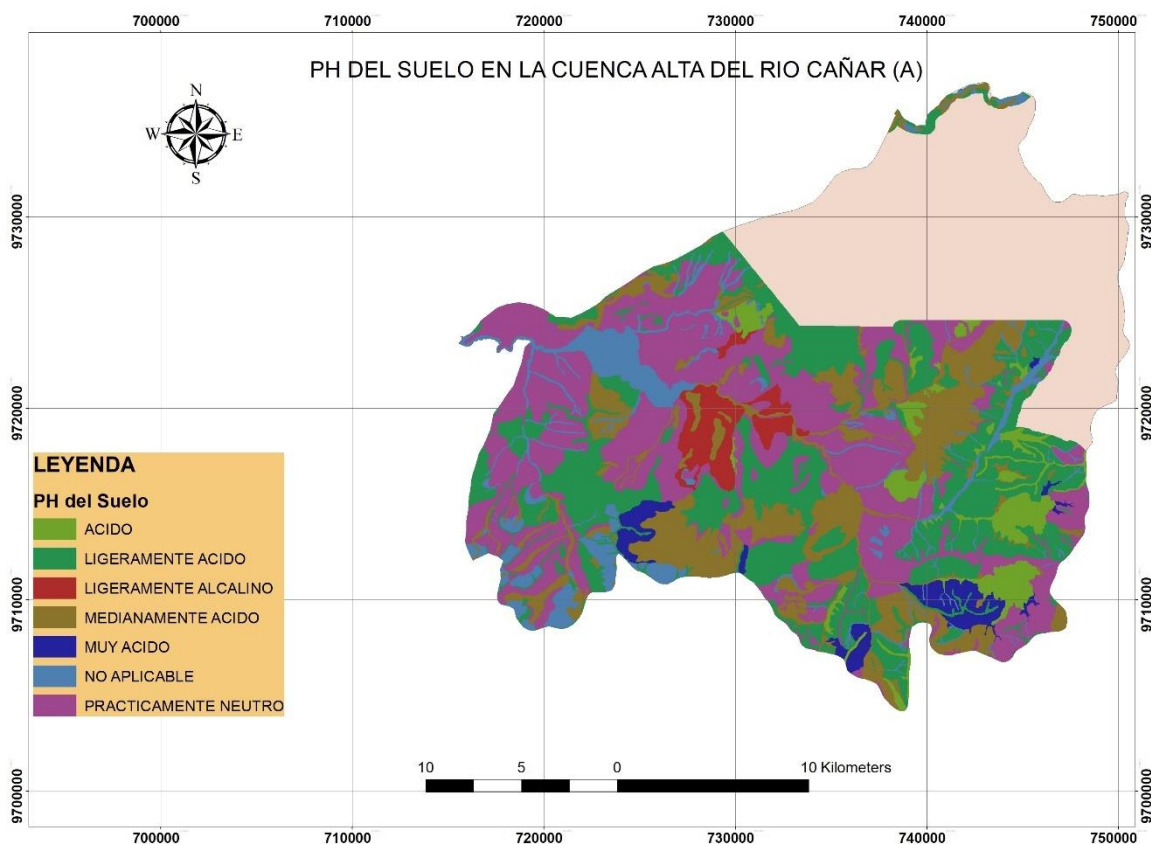 700000 710000 720000 730000 740000 750000
PH DEL SUELO EN LA CUENCA ALTA DEL RIO CAÑAR (A)
N
W E
S
9730000 9730000
9720000 9720000
LEYENDA
PH del Suelo
ACIDO
LIGERAMENTE ACIDO
LIGERAMENTE ALCALINO
MEDIANAMENTE ACIDO
MUY ACIDO
NO APLICABLE
PRACTICAMENTE NEUTRO
9710000 9710000
10 5 0 10 Kilometers
9700000 9700000
700000 710000 720000 730000 740000 750000